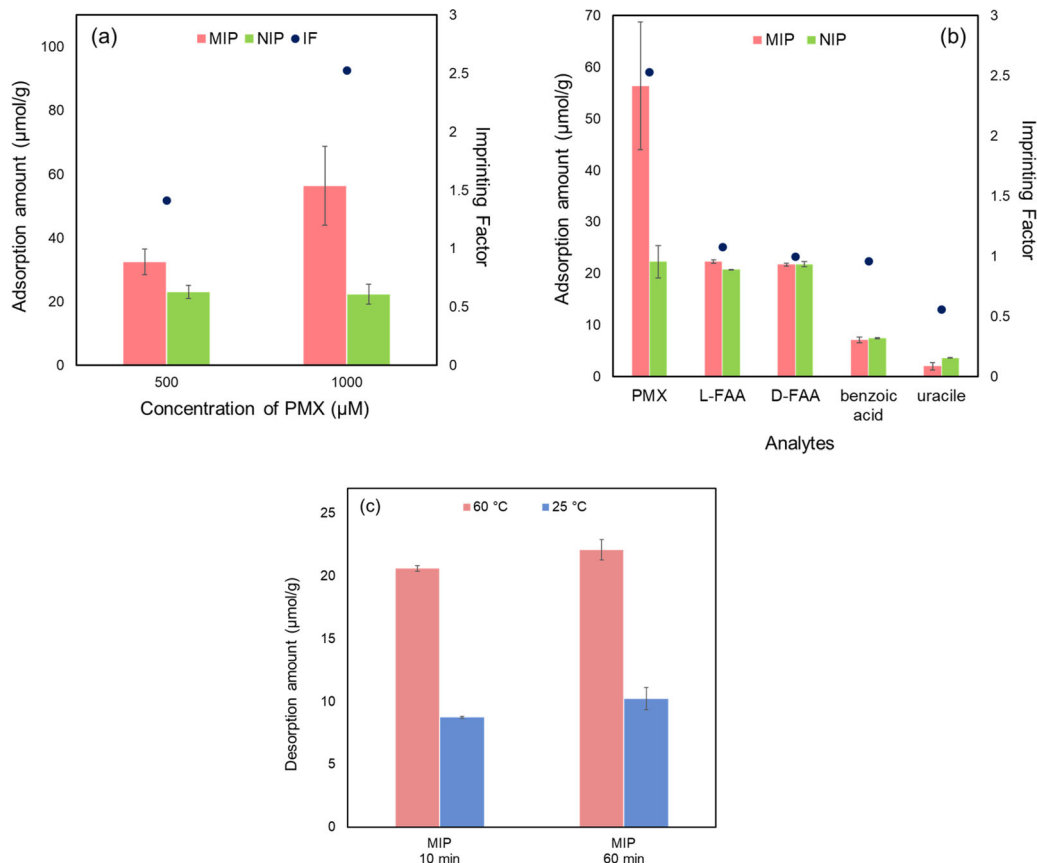 (a)
MIP NIP IF
Adsorption amount (µmol/g)
100
80
60
40
20
0
3
2.5
2
1.5
1
0.5
0
Imprinting Factor
500 1000
Concentration of PMX (µM)
(b)
MIP NIP
Adsorption amount (µmol/g)
70
60
50
40
30
20
10
0
3
2.5
2
1.5
1
0.5
0
Imprinting Factor
PMX L-FAA D-FAA benzoic uracile
acid
Analytes
(c)
60 °C 25 °C
Desorption amount (µmol/g)
25
20
15
10
5
0
MIP MIP
10 min 60 min